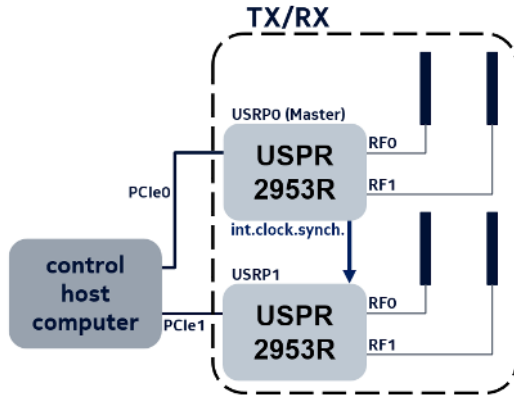 TX/RX
USRP0 (Master)
USPR
2953R
RF0
RF1
PCIe0
int.clock.synch.
control
host
computer
USRP1
PCIe1
USPR
2953R
RF0
RF1